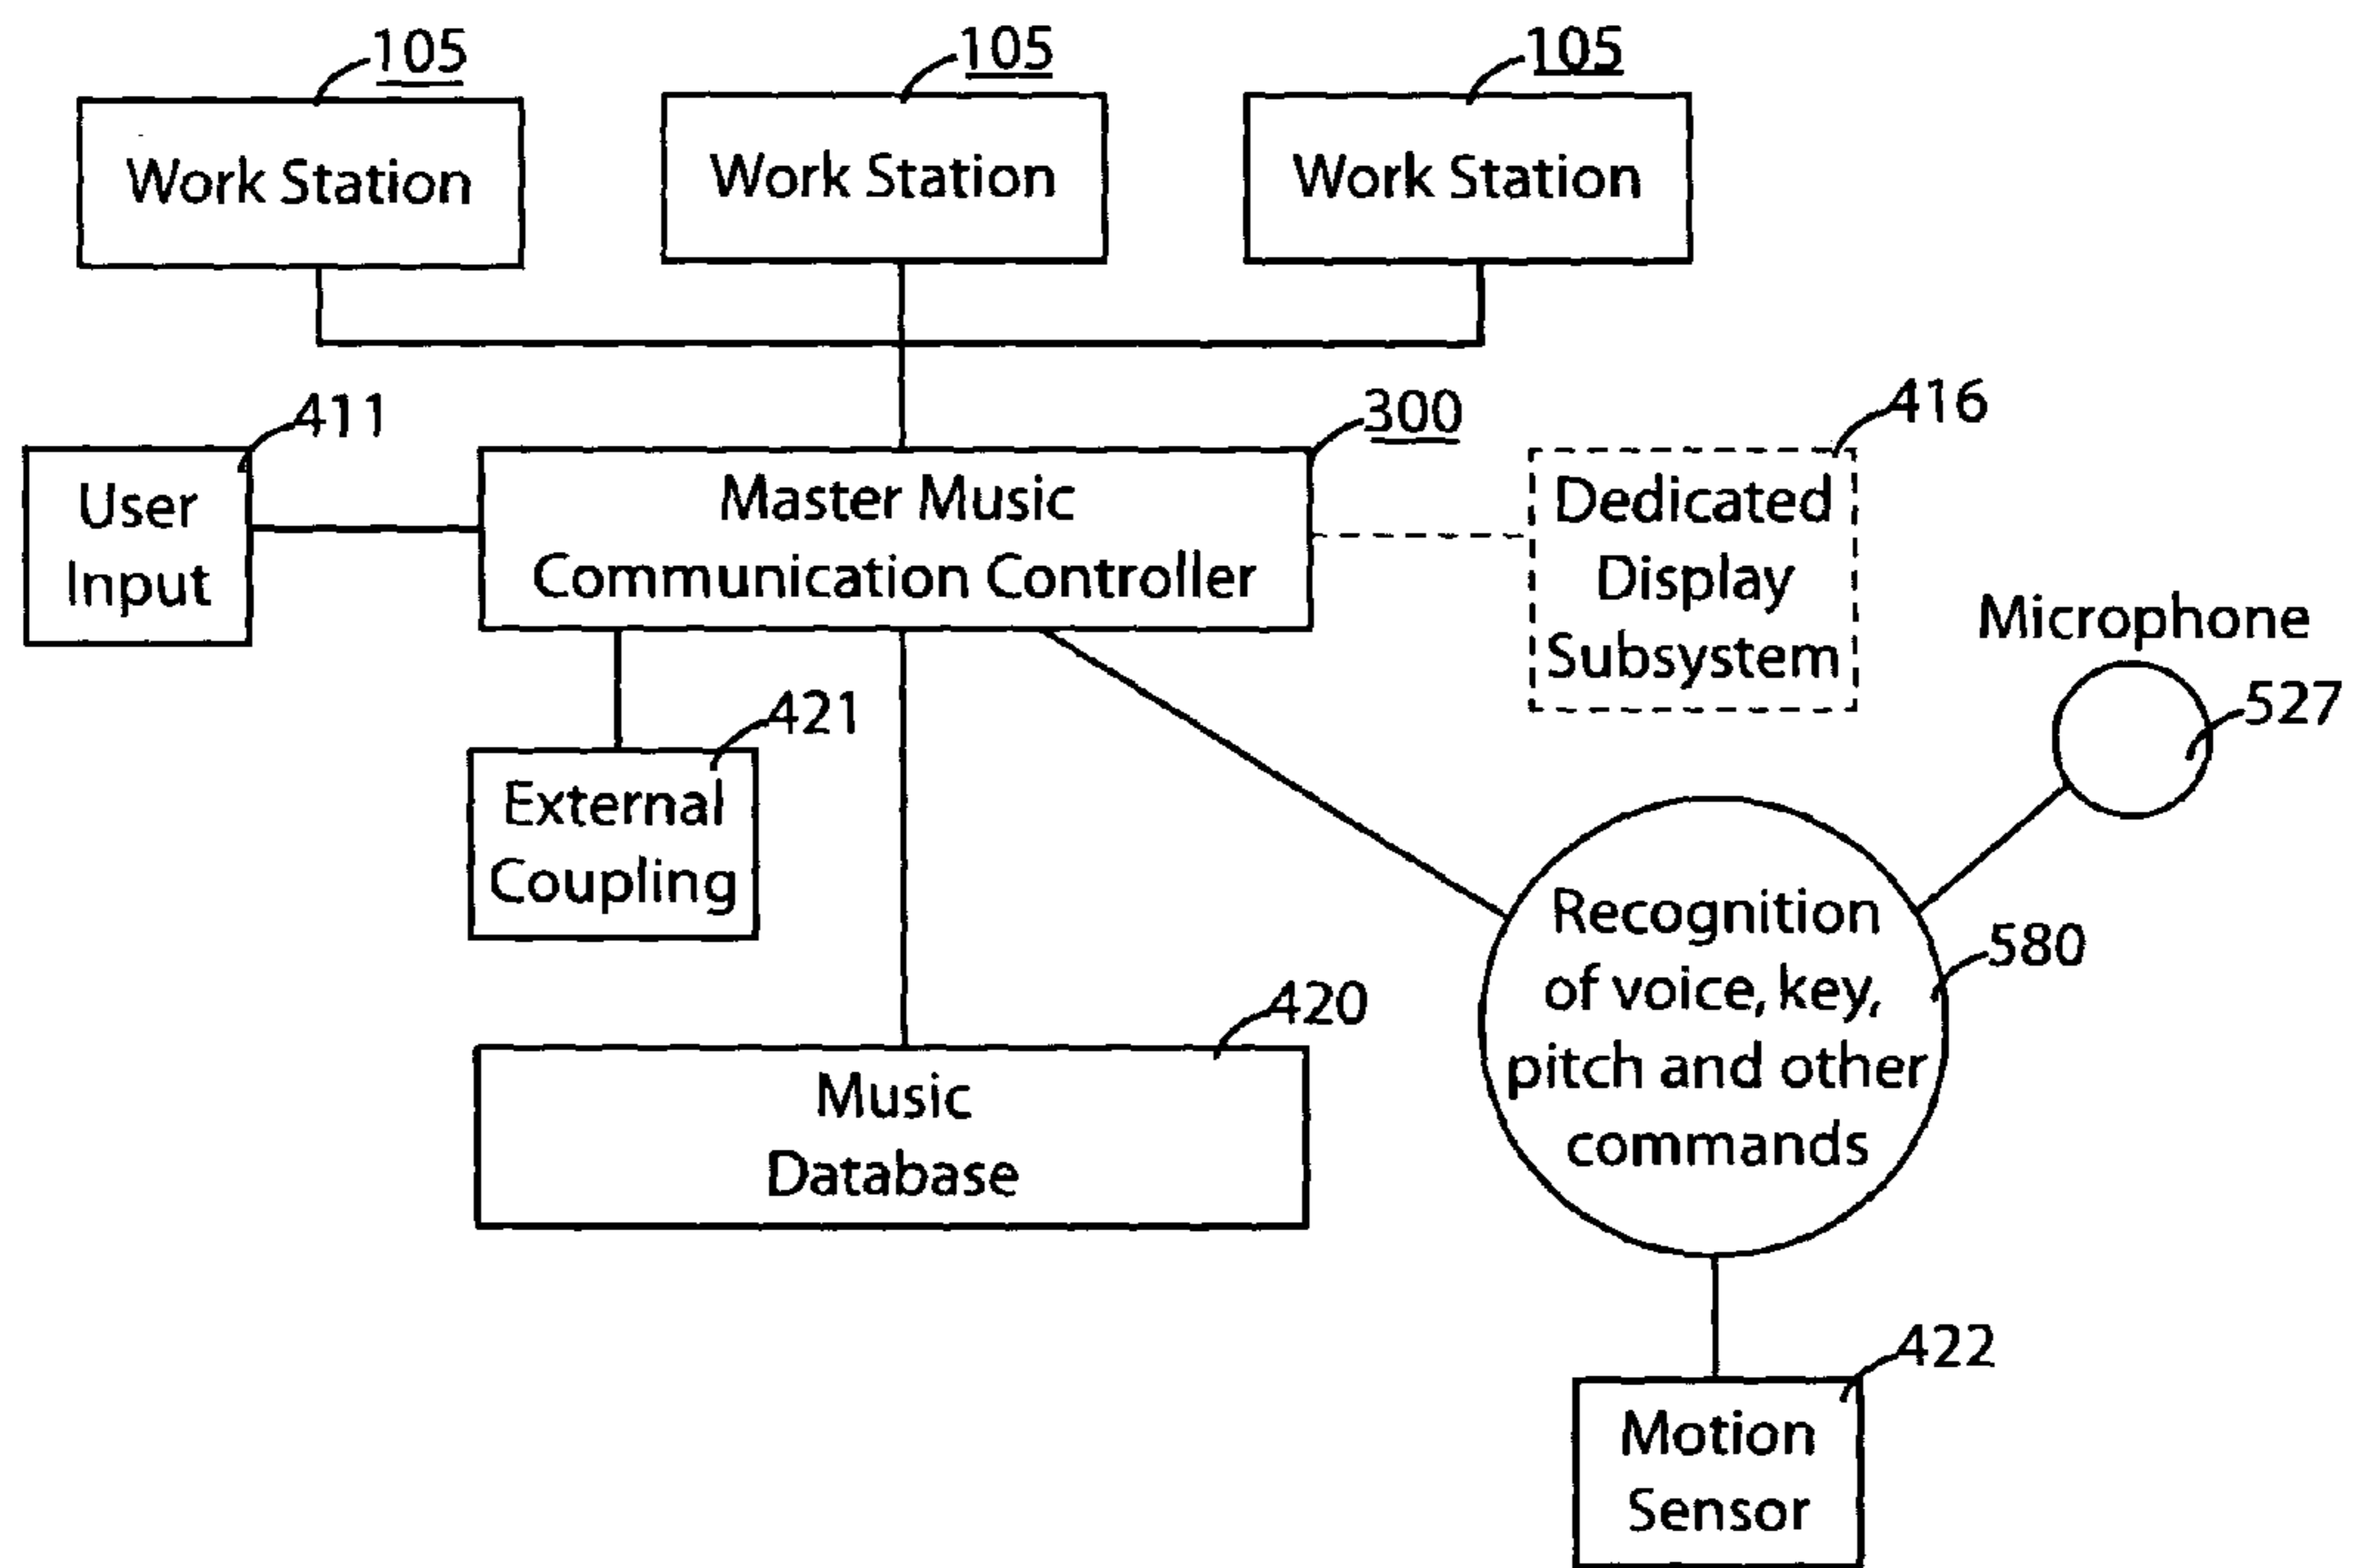 105
105
105
Work Station
Work Station
Work Station
411
300
416
User
Input
Master Music
Communication Controller
Dedicated
Display
Subsystem
Microphone
527
421
External
Coupling
Recognition
of voice, key,
pitch and other
commands
580
420
Music
Database
422
Motion
Sensor